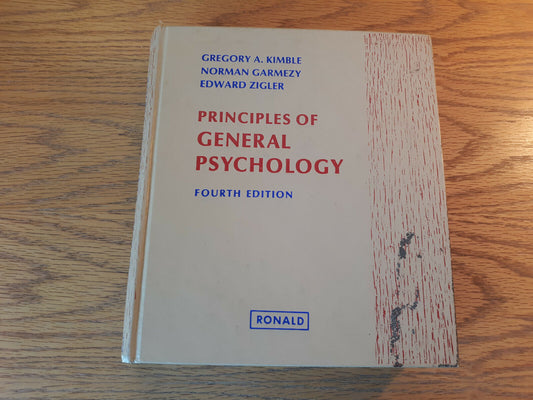 GREGORY A. KIMBLE
NORMAN GARMEZY
EDWARD ZIGLER
PRINCIPLES OF
GENERAL
PSYCHOLOGY
FOURTH EDITION
RONALD